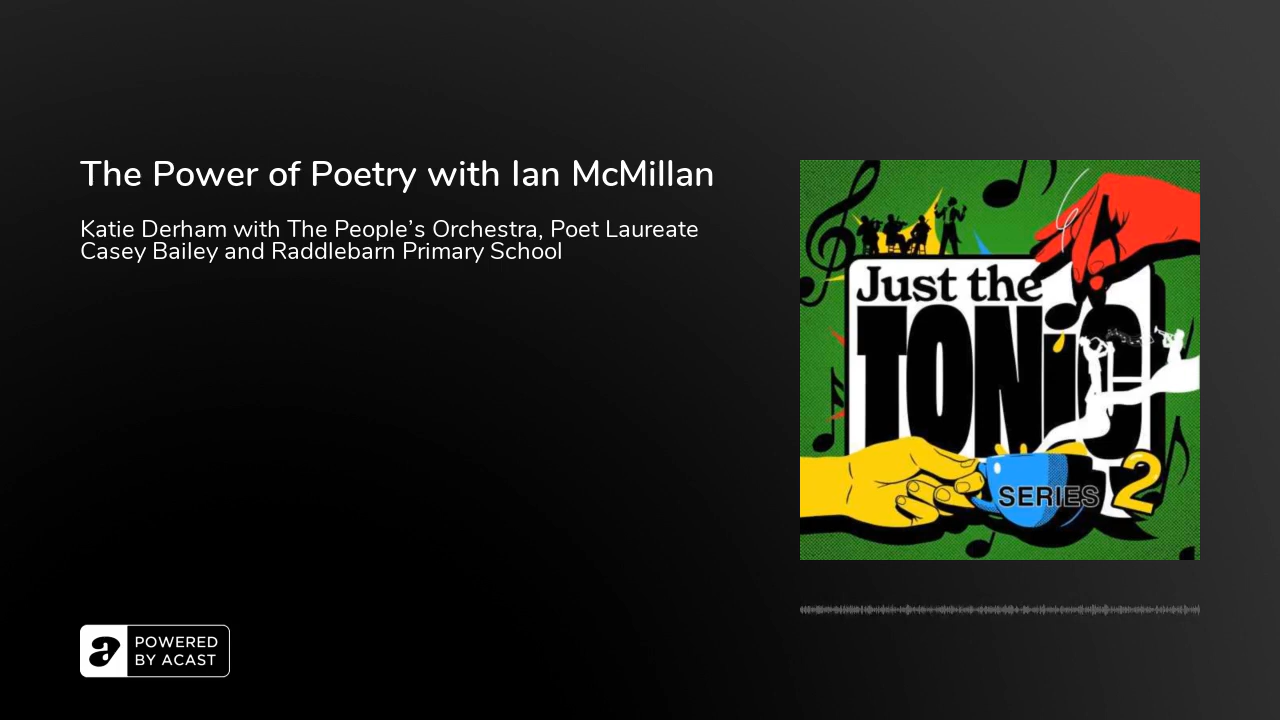 The Power of Poetry with Ian McMillan
Katie Derham with The People’s Orchestra, Poet Laureate
Casey Bailey and Raddlebarn Primary School
Just the
TONiC
SERIES 2
a POWERED
BY ACAST